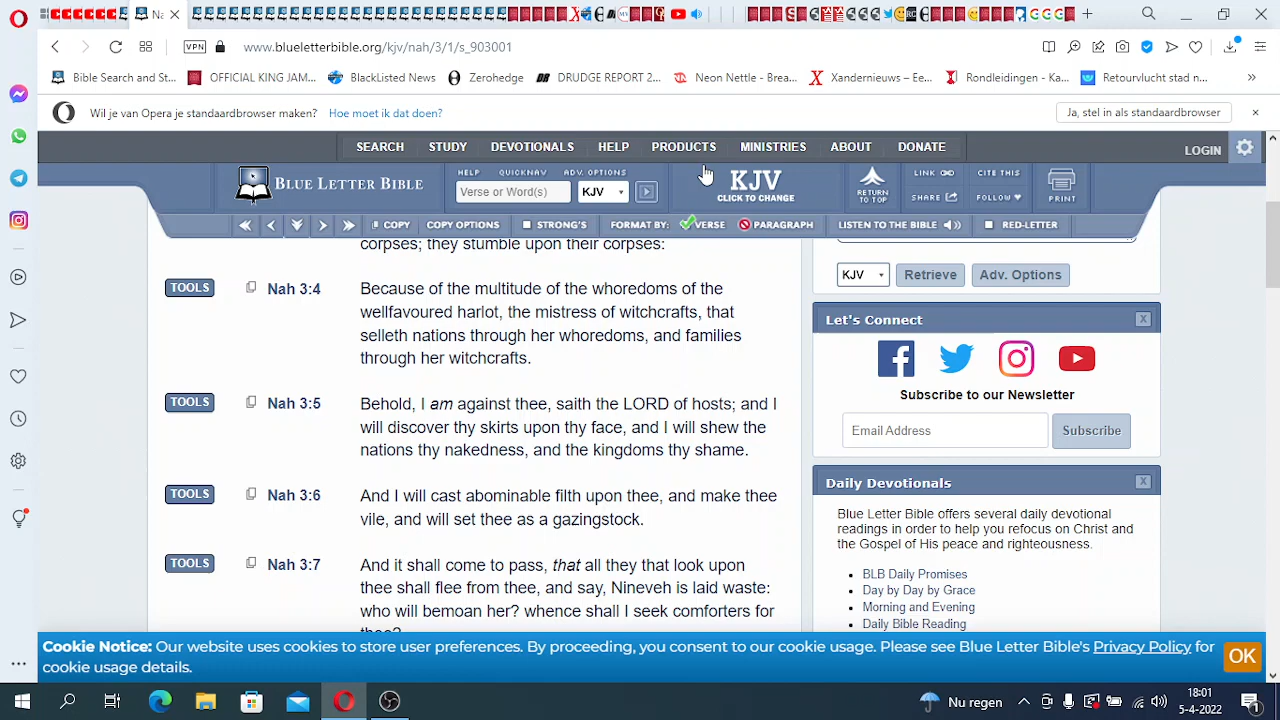 Na
www.blueletterbible.org/kjv/nah/3/1/s_903001
VPN
Bible Search and St...
OFFICIAL KING JAM...
BlackListed News
Zerohedge
DRUDGE REPORT 2...
Neon Nettle - Brea...
Xandernieuws – Ee...
Rondleidingen - Ka...
Retourvlucht stad n...
Wil je van Opera je standaardbrowser maken? Hoe moet ik dat doen?
Ja, stel in als standaardbrowser
SEARCH STUDY DEVOTIONALS HELP PRODUCTS MINISTRIES ABOUT DONATE
LOGIN
BLUE LETTER BIBLE
HELP QUICKNAV ADV. OPTIONS
Verse or Word(s)
KJV
KJV
CLICK TO CHANGE
RETURN
TO TOP
LINK
SHARE
CITE THIS
FOLLOW
PRINT
COPY COPY OPTIONS STRONG'S FORMAT BY: VERSE PARAGRAPH LISTEN TO THE BIBLE RED-LETTER
corpses; they stumble upon their corpses:
TOOLS Nah 3:4 Because of the multitude of the whoredoms of the
wellfavoured harlot, the mistress of witchcrafts, that
selleth nations through her whoredoms, and families
through her witchcrafts.
TOOLS Nah 3:5 Behold, I am against thee, saith the LORD of hosts; and I
will discover thy skirts upon thy face, and I will shew the
nations thy nakedness, and the kingdoms thy shame.
TOOLS Nah 3:6 And I will cast abominable filth upon thee, and make thee
vile, and will set thee as a gazingstock.
TOOLS Nah 3:7 And it shall come to pass, that all they that look upon
thee shall flee from thee, and say, Nineveh is laid waste:
who will bemoan her? whence shall I seek comforters for
thee?
KJV Retrieve Adv. Options
Let's Connect
Subscribe to our Newsletter
Email Address Subscribe
Daily Devotionals
Blue Letter Bible offers several daily devotional
readings in order to help you refocus on Christ and
the Gospel of His peace and righteousness.
BLB Daily Promises
Day by Day by Grace
Morning and Evening
Daily Bible Reading
Cookie Notice: Our website uses cookies to store user preferences. By proceeding, you consent to our cookie usage. Please see Blue Letter Bible's Privacy Policy for
cookie usage details.
OK
Nu regen
18:01
5-4-2022